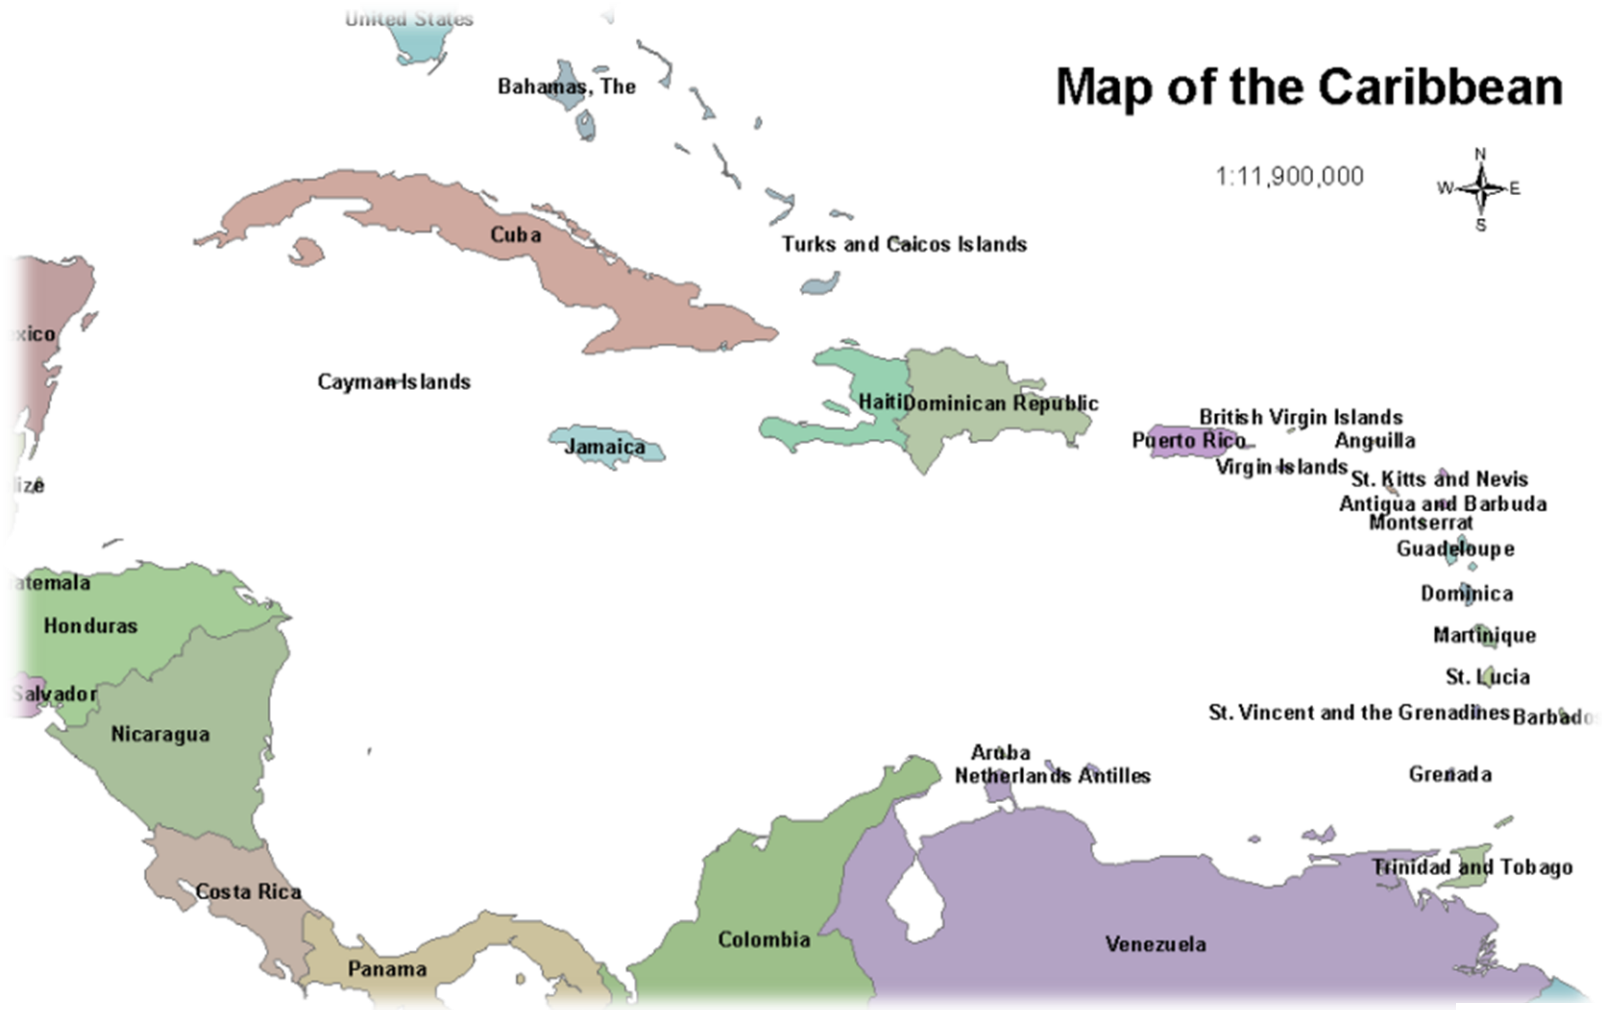 United States
Bahamas, The
Map of the Caribbean
1:11,900,000
N
W E
S
Cuba
Turks and Caicos Islands
exico
Cayman Islands
Haiti
Dominican Republic
Jamaica
British Virgin Islands
Puerto Rico
Anguilla
Virgin Islands
St. Kitts and Nevis
lize
Antigua and Barbuda
Montserrat
Guadeloupe
atemala
Dominica
Honduras
Martinique
St. Lucia
Salvador
St. Vincent and the Grenadines
Barbados
Nicaragua
Aruba
Netherlands Antilles
Grenada
Trinidad and Tobago
Costa Rica
Colombia
Venezuela
Panama